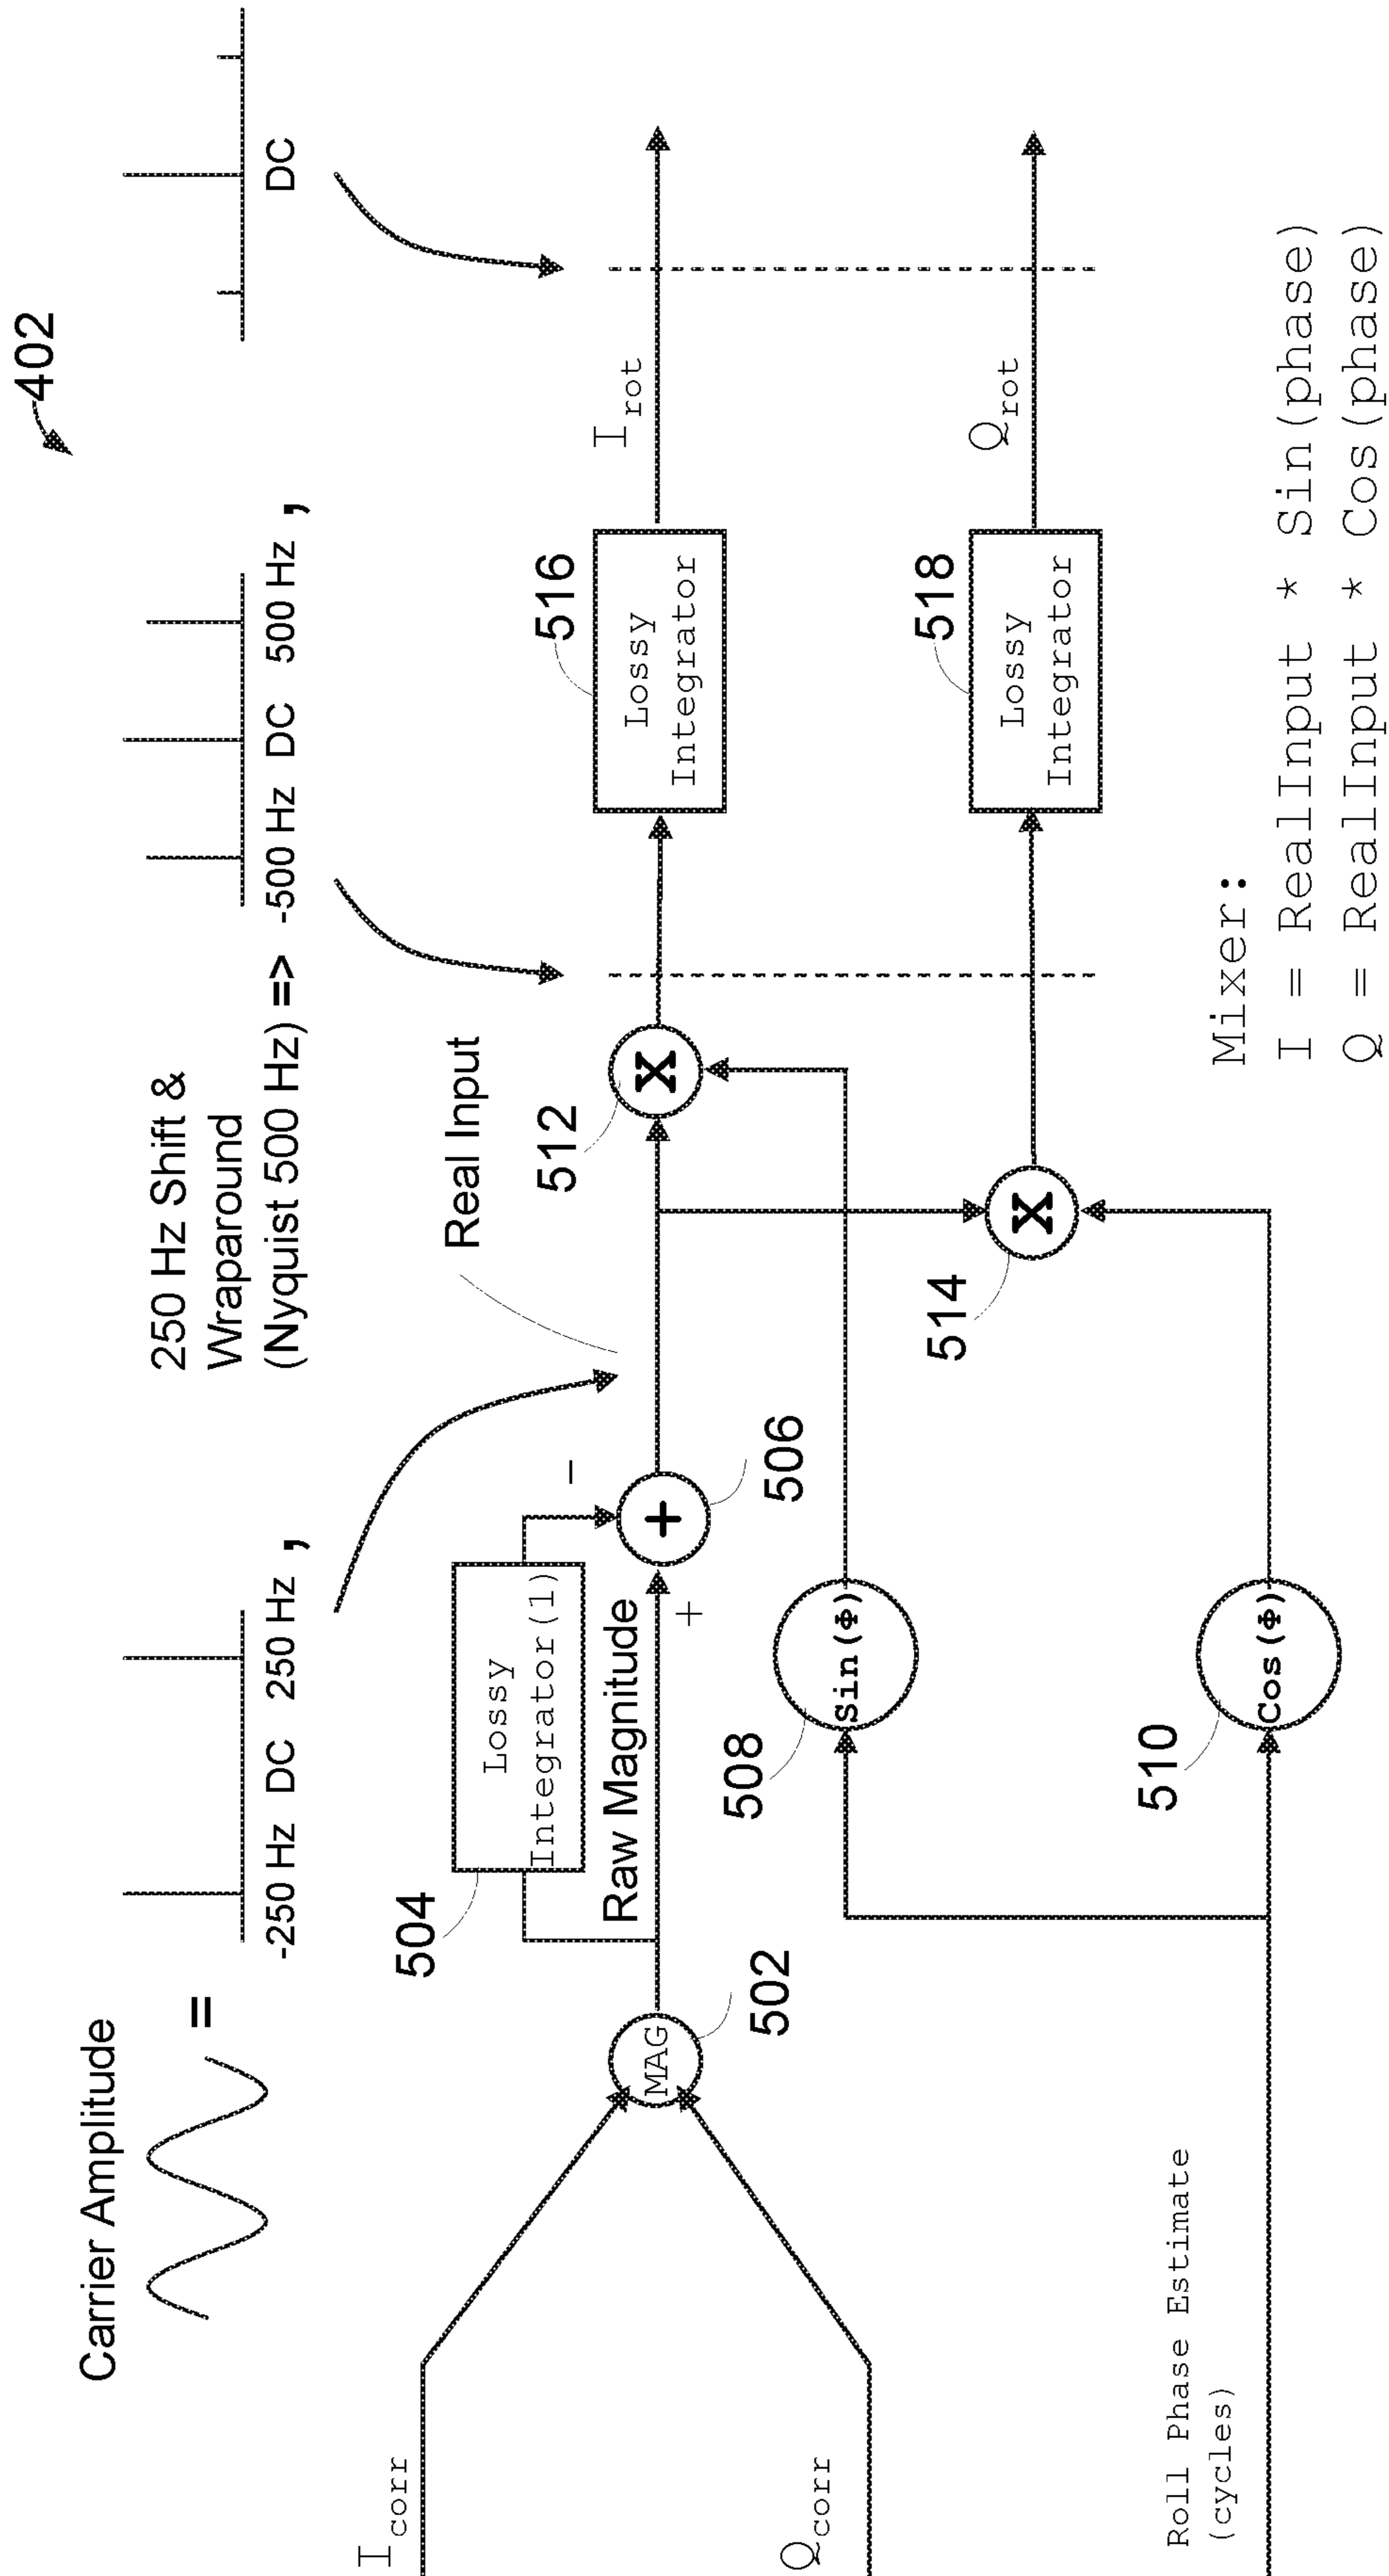 402
Carrier Amplitude
=
-250 Hz DC 250 Hz ,
250 Hz Shift &
Wraparound
(Nyquist 500 Hz) => -500 Hz DC 500 Hz ,
DC
I corr
Q corr
MAG
502
504
Lossy
Integrator(1)
Raw Magnitude
+
−
+
506
Real Input
X
512
516
Lossy
Integrator
I rot
508
Sin(Φ)
X
514
518
Lossy
Integrator
Q rot
Roll Phase Estimate
(cycles)
510
Cos(Φ)
Mixer:
I = RealInput * Sin(phase)
Q = RealInput * Cos(phase)